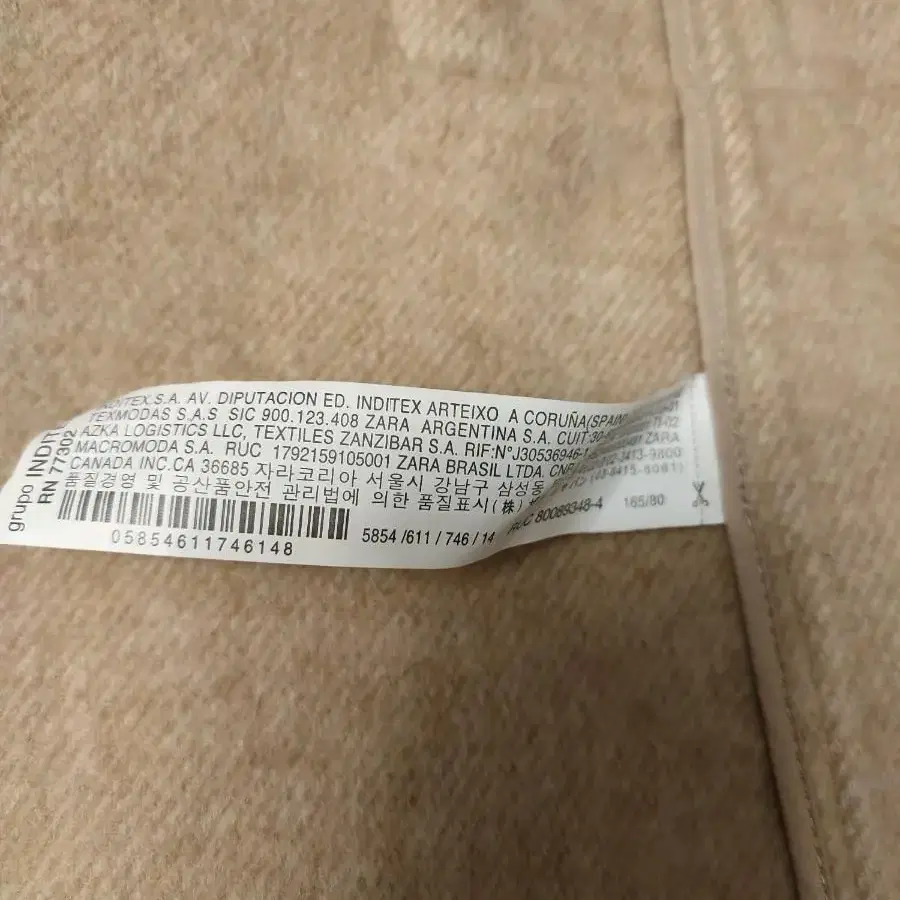 grupo INDIT
RN 77302
INDITEX.S.A. AV. DIPUTACION ED. INDITEX ARTEIXO A CORUÑA(SPAIN)
TEXMODAS S.A.S SIC 900.123.408 ZARA ARGENTINA S.A. CUIT:30-
AZKA LOGISTICS LLC, TEXTILES ZANZIBAR S.A. RIF:N°J30536946-1 ZARA
MACROMODA S.A. RUC 1792159105001 ZARA BRASIL LTDA.
CANADA INC.CA 36685 자라코리아 서울시 강남구 삼성동
품질경영 및 공산품안전 관리법에 의한 품질표시(株)
RUC 80089348-4 165/80
05854611746148
5854 /611 / 746 / 14